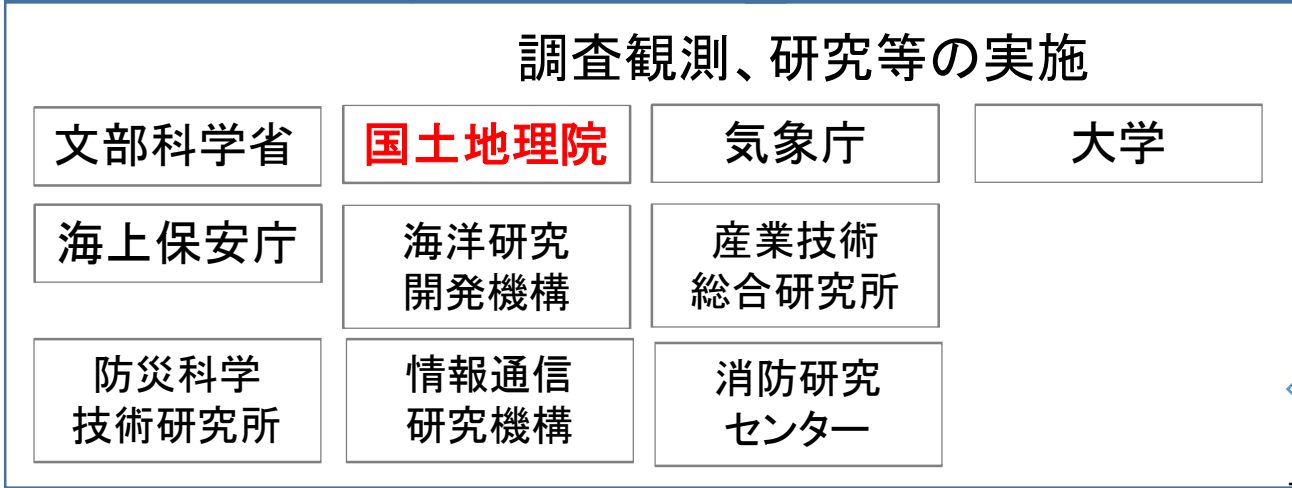 調査観測、研究等の実施
文部科学省
国土地理院
気象庁
大学
海上保安庁
海洋研究
開発機構
産業技術
総合研究所
防災科学
技術研究所
情報通信
研究機構
消防研究
センター